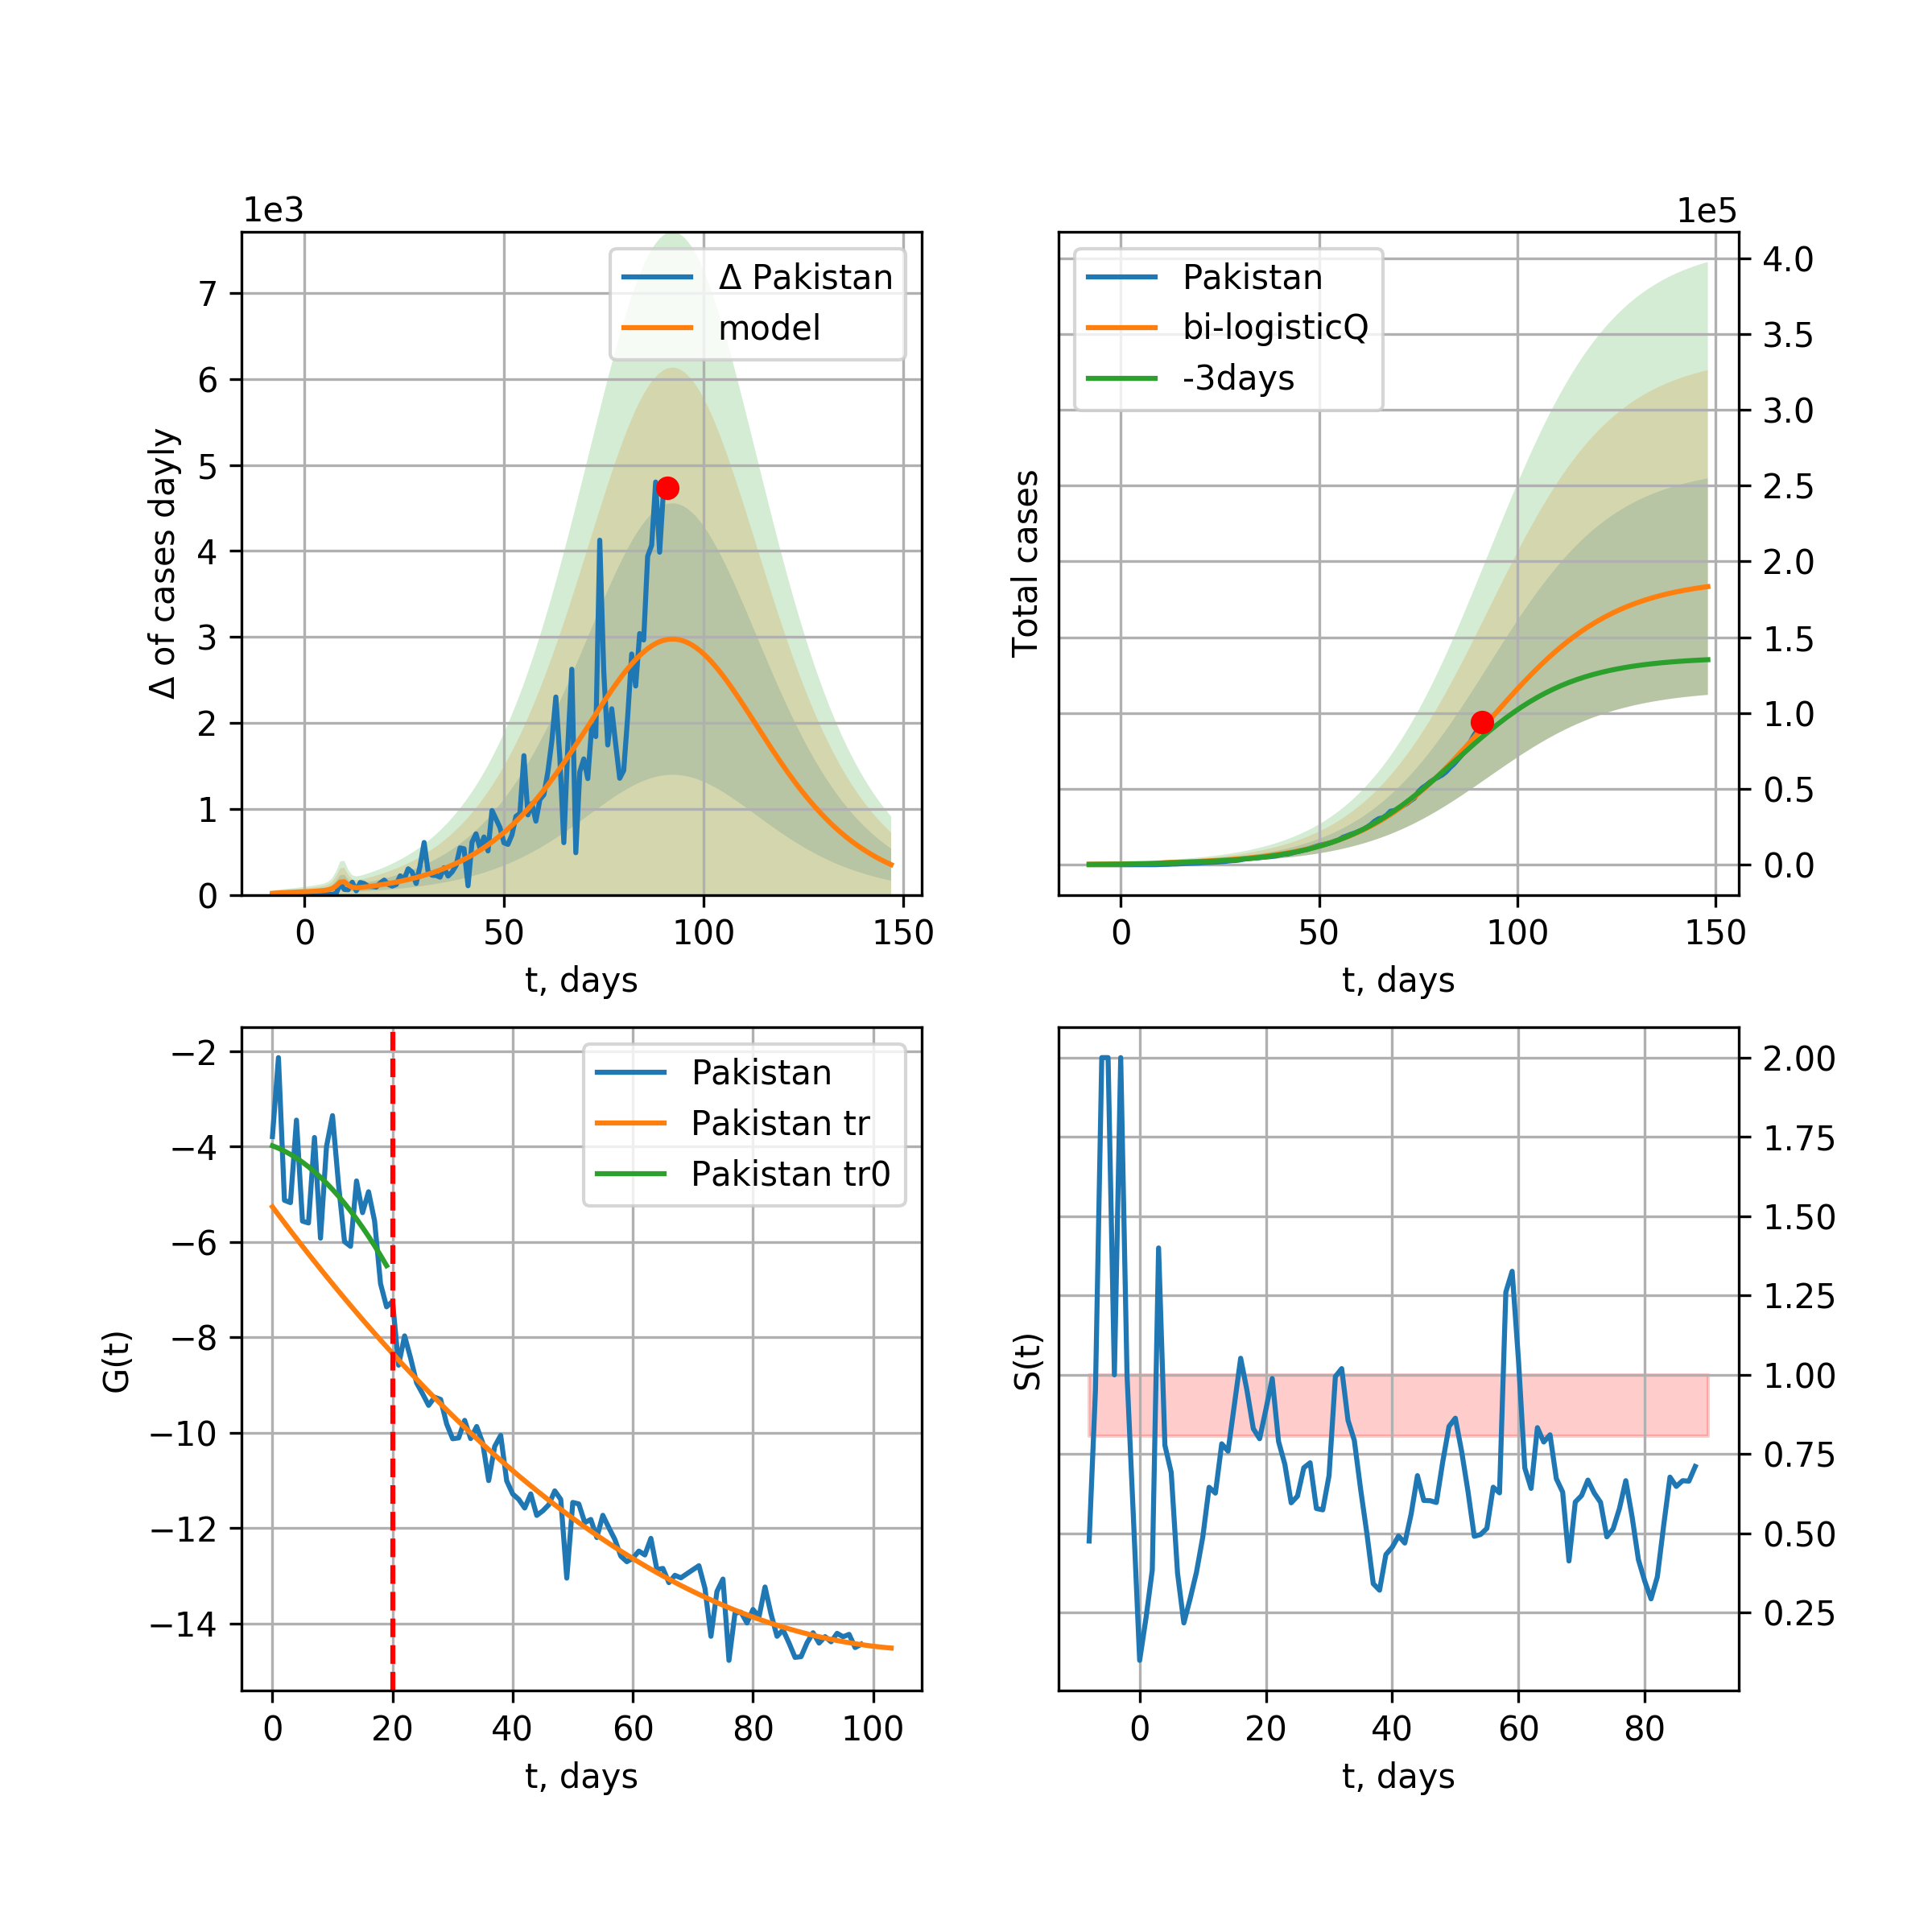 1e3
Δ of cases dayly
7
6
5
4
3
2
1
0
0 50 100 150
t, days
Δ Pakistan
model
1e5
Total cases
4.0
3.5
3.0
2.5
2.0
1.5
1.0
0.5
0.0
0 50 100 150
t, days
Pakistan
bi-logisticQ
-3days
G(t)
−2
−4
−6
−8
−10
−12
−14
0 20 40 60 80 100
t, days
Pakistan
Pakistan tr
Pakistan tr0
S(t)
2.00
1.75
1.50
1.25
1.00
0.75
0.50
0.25
0 20 40 60 80
t, days